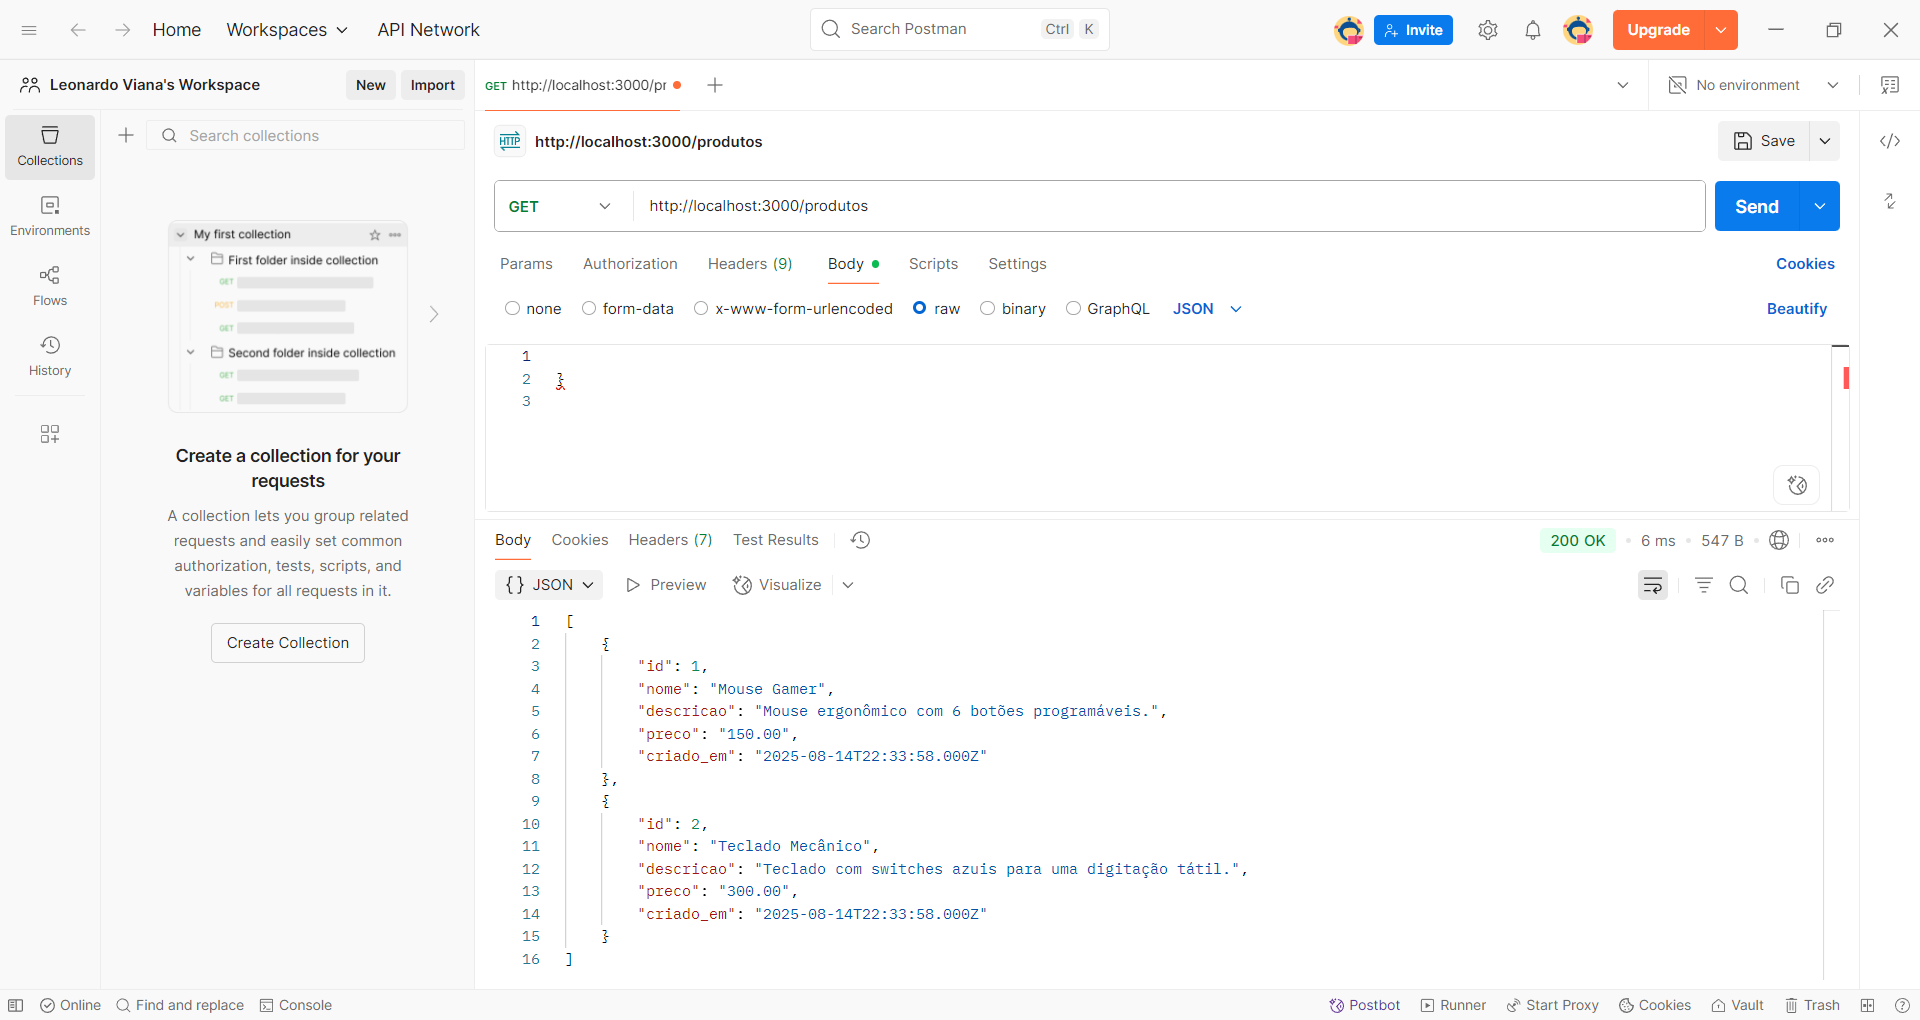 Home Workspaces API Network Search Postman Ctrl K Invite Upgrade
Leonardo Viana's Workspace New Import GET http://localhost:3000/pr No environment
Collections
Environments
Flows
History
Search collections
My first collection
First folder inside collection
GET
POST
GET
Second folder inside collection
GET
GET
Create a collection for your
requests
A collection lets you group related
requests and easily set common
authorization, tests, scripts, and
variables for all requests in it.
Create Collection
HTTP http://localhost:3000/produtos Save
GET http://localhost:3000/produtos Send
Params Authorization Headers (9) Body Scripts Settings Cookies
none form-data x-www-form-urlencoded raw binary GraphQL JSON Beautify
1
2 }
3
Body Cookies Headers (7) Test Results 200 OK • 6 ms • 547 B
{} JSON Preview Visualize
1 [
2 {
3 "id": 1,
4 "nome": "Mouse Gamer",
5 "descricao": "Mouse ergonômico com 6 botões programáveis.",
6 "preco": "150.00",
7 "criado_em": "2025-08-14T22:33:58.000Z"
8 },
9 {
10 "id": 2,
11 "nome": "Teclado Mecânico",
12 "descricao": "Teclado com switches azuis para uma digitação tátil.",
13 "preco": "300.00",
14 "criado_em": "2025-08-14T22:33:58.000Z"
15 }
16 ]
Online Find and replace Console Postbot Runner Start Proxy Cookies Vault Trash